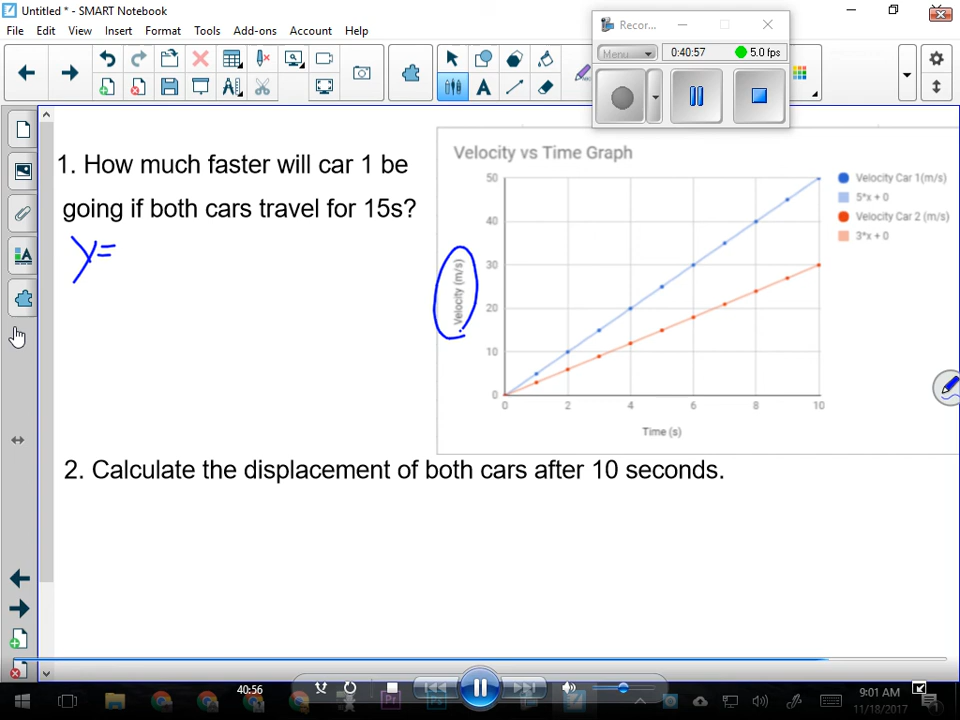 Untitled * - SMART Notebook
File Edit View Insert Format Tools Add-ons Account Help
Recor...
Menu 0:40:57 5.0 fps
1. How much faster will car 1 be
going if both cars travel for 15s?
y=
Velocity vs Time Graph
50
40
30
20
10
0
Velocity (m/s)
0 2 4 6 8 10
Time (s)
Velocity Car 1(m/s)
5*x + 0
Velocity Car 2 (m/s)
3*x + 0
2. Calculate the displacement of both cars after 10 seconds.
40:56
Pr
9:01 AM
11/18/2017